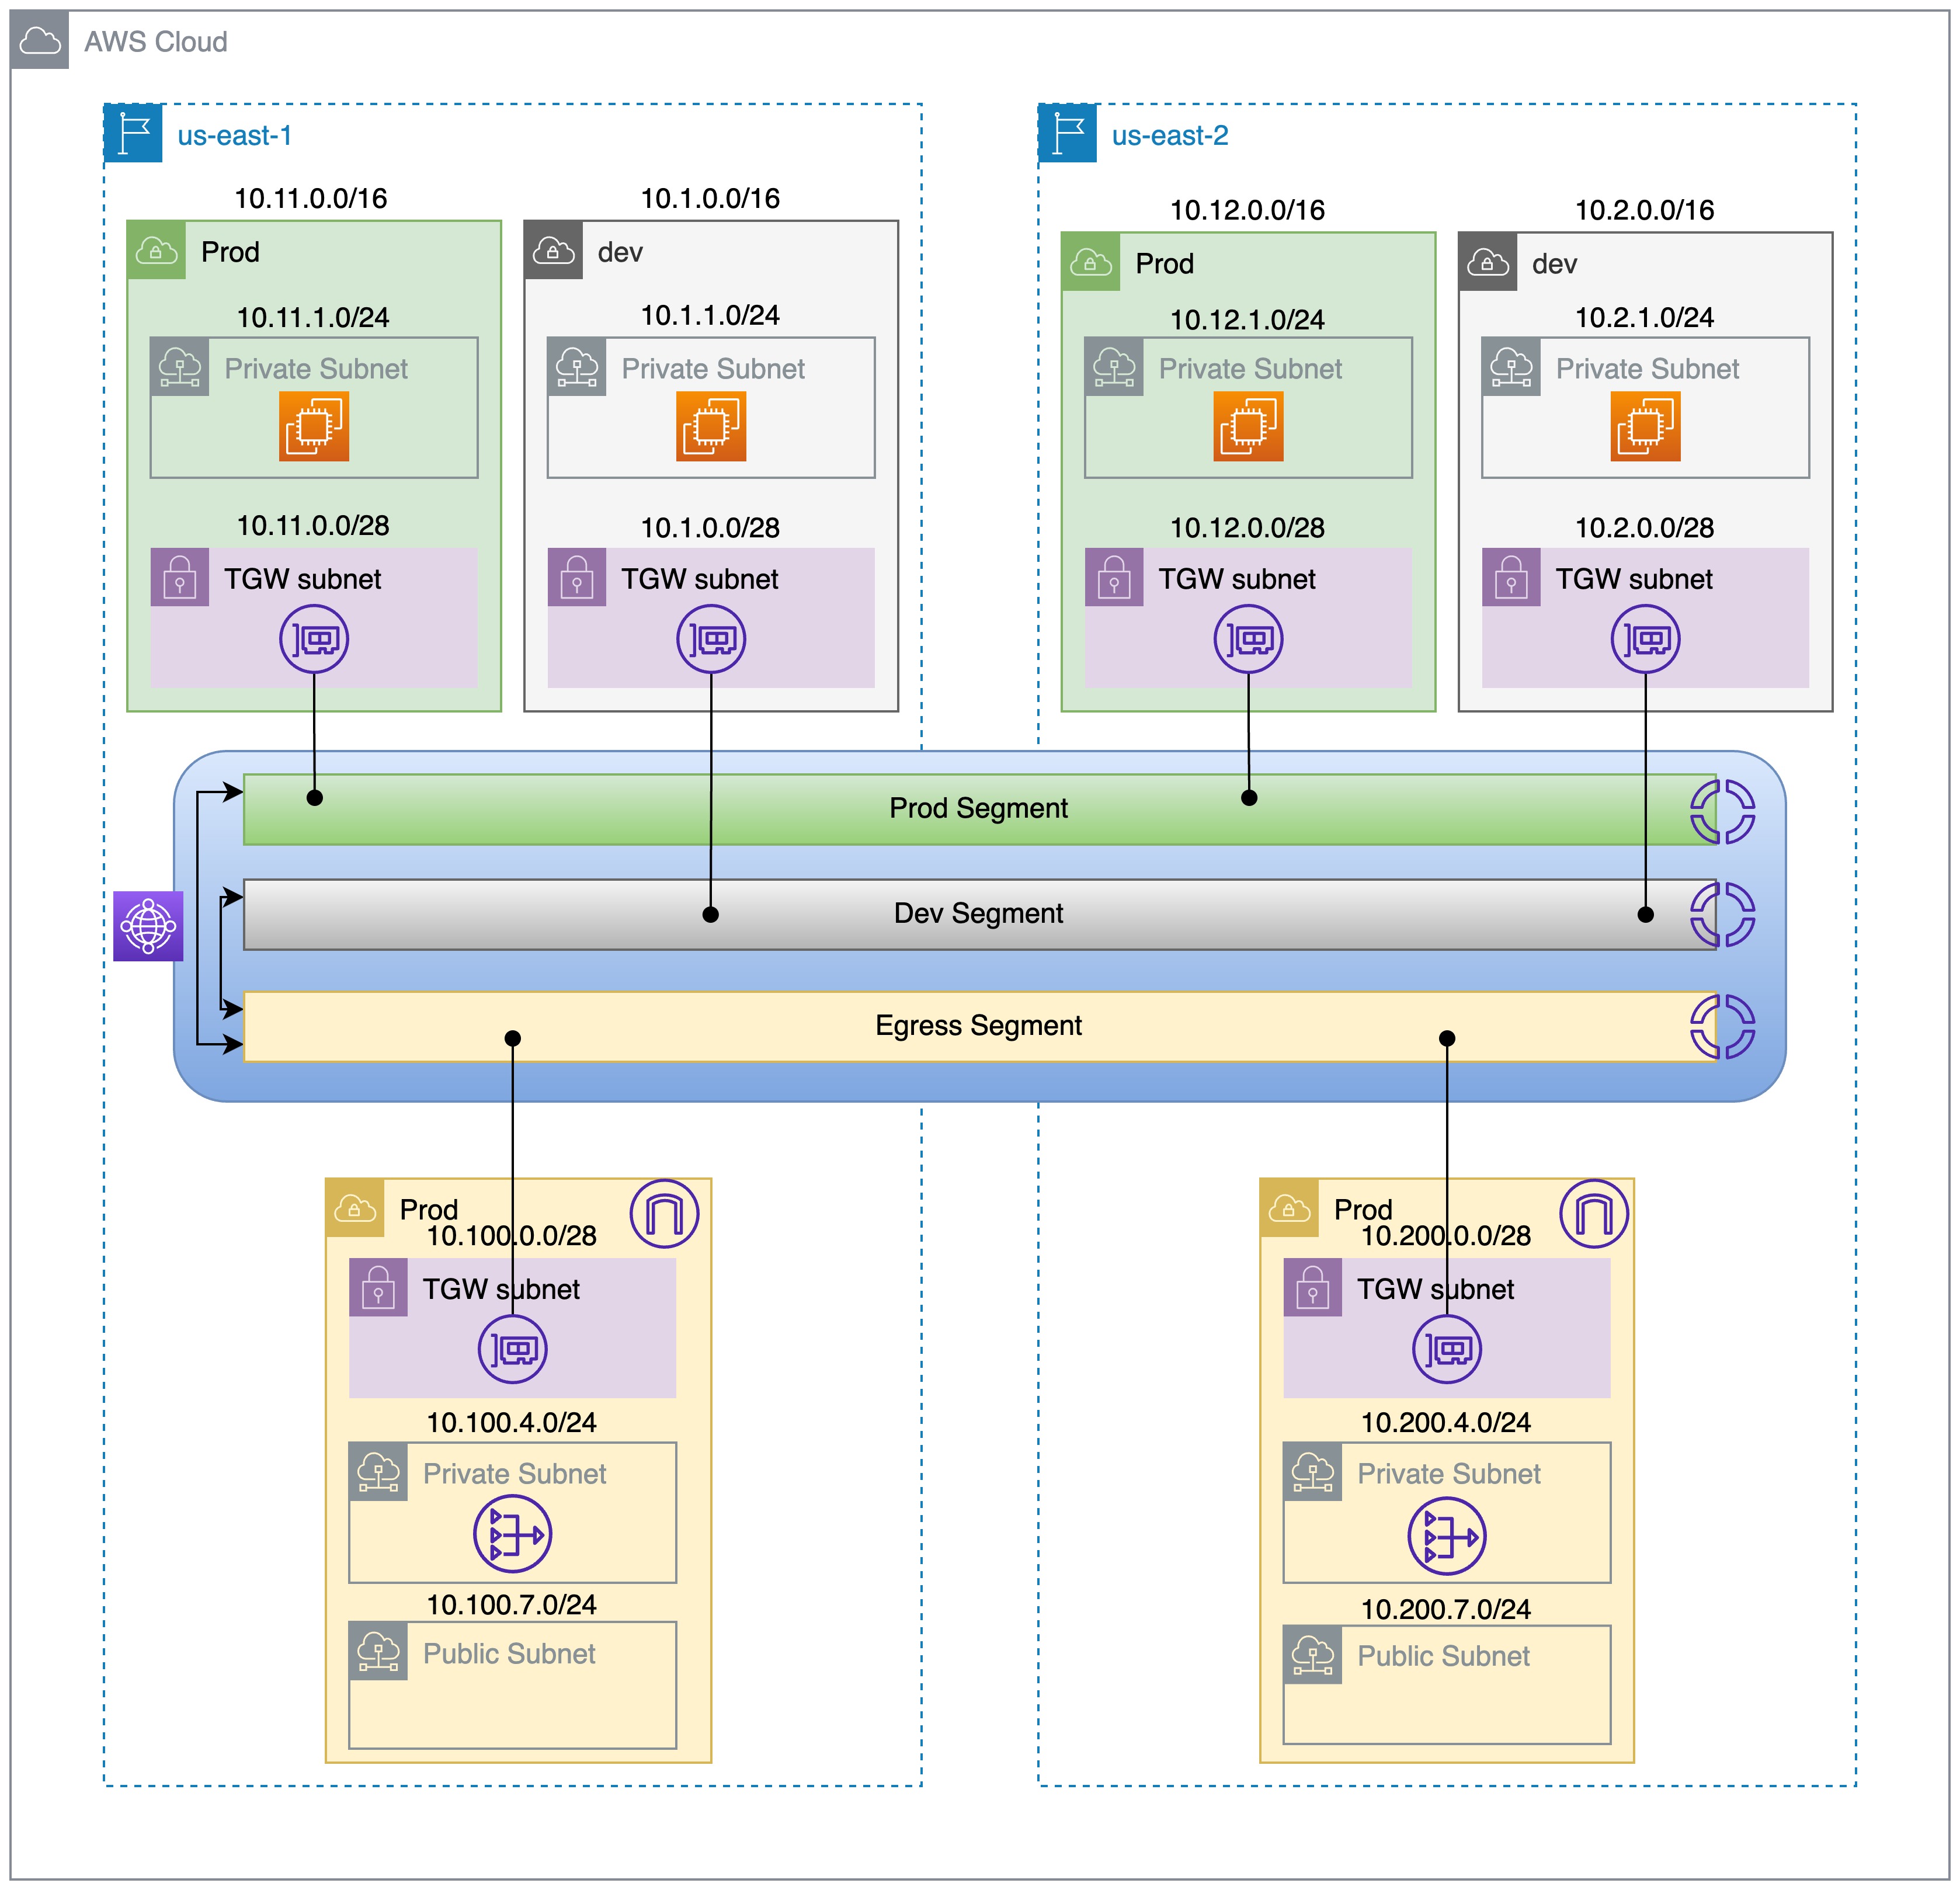 AWS Cloud
us-east-1
10.11.0.0/16
Prod
10.11.1.0/24
Private Subnet
10.11.0.0/28
TGW subnet
10.1.0.0/16
dev
10.1.1.0/24
Private Subnet
10.1.0.0/28
TGW subnet
us-east-2
10.12.0.0/16
Prod
10.12.1.0/24
Private Subnet
10.12.0.0/28
TGW subnet
10.2.0.0/16
dev
10.2.1.0/24
Private Subnet
10.2.0.0/28
TGW subnet
Prod Segment
Dev Segment
Egress Segment
Prod
10.100.0.0/28
TGW subnet
10.100.4.0/24
Private Subnet
10.100.7.0/24
Public Subnet
Prod
10.200.0.0/28
TGW subnet
10.200.4.0/24
Private Subnet
10.200.7.0/24
Public Subnet